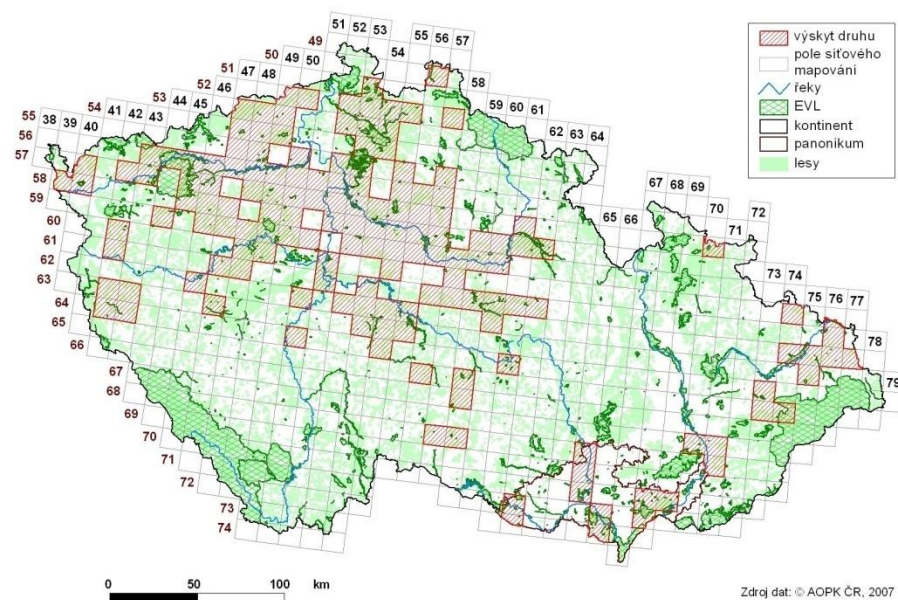 51 52 53
49
54
55 56 57
58
59 60 61
62 63 64
50 49 50
51 47 48
52 46
53 44 45
54 41 42 43
55 38 39 40
56
57
58
59
60
61
62
63
64
65
66
67
68
69
70
71
72
73
74
65 66
67 68 69
70
71
72
73 74
75 76 77
78
79
výskyt druhu
pole síťového
mapování
řeky
EVL
kontinent
panonikum
lesy
0 50 100 km
Zdroj dat: © AOPK ČR, 2007